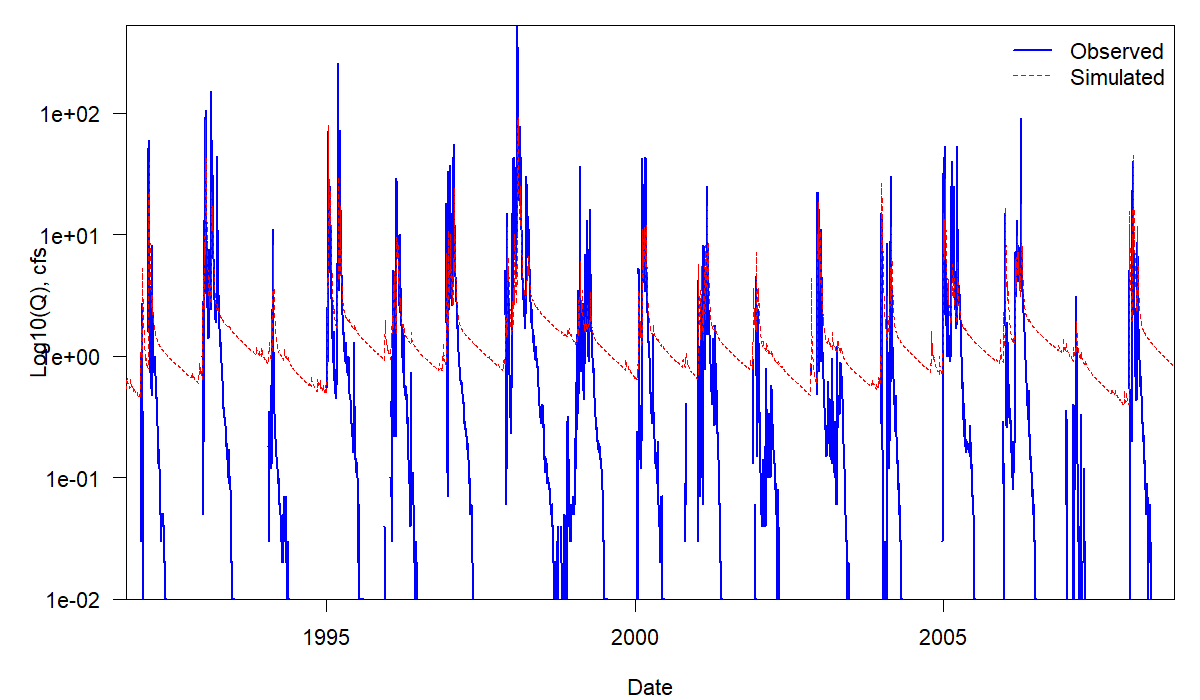 Observed
Simulated
1e+02
1e+01
1e+00
1e-01
1e-02
Log10(Q), cfs
1995
2000
2005
Date